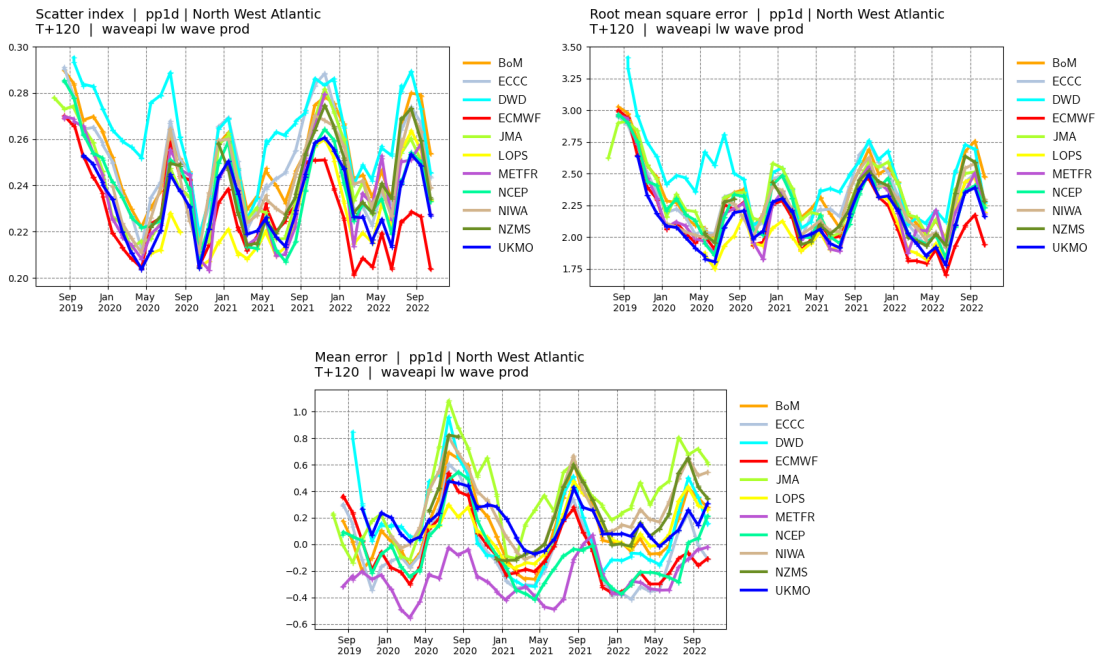 Scatter index | pp1d | North West Atlantic
T+120 | waveapi lw wave prod
0.30
0.28
0.26
0.24
0.22
0.20
Sep 2019
Jan 2020
May 2020
Sep 2020
Jan 2021
May 2021
Sep 2021
Jan 2022
May 2022
Sep 2022
BoM
ECCC
DWD
ECMWF
JMA
LOPS
METFR
NCEP
NIWA
NZMS
UKMO
Root mean square error | pp1d | North West Atlantic
T+120 | waveapi lw wave prod
3.50
3.25
3.00
2.75
2.50
2.25
2.00
1.75
Sep 2019
Jan 2020
May 2020
Sep 2020
Jan 2021
May 2021
Sep 2021
Jan 2022
May 2022
Sep 2022
BoM
ECCC
DWD
ECMWF
JMA
LOPS
METFR
NCEP
NIWA
NZMS
UKMO
Mean error | pp1d | North West Atlantic
T+120 | waveapi lw wave prod
1.0
0.8
0.6
0.4
0.2
0.0
−0.2
−0.4
−0.6
Sep 2019
Jan 2020
May 2020
Sep 2020
Jan 2021
May 2021
Sep 2021
Jan 2022
May 2022
Sep 2022
BoM
ECCC
DWD
ECMWF
JMA
LOPS
METFR
NCEP
NIWA
NZMS
UKMO